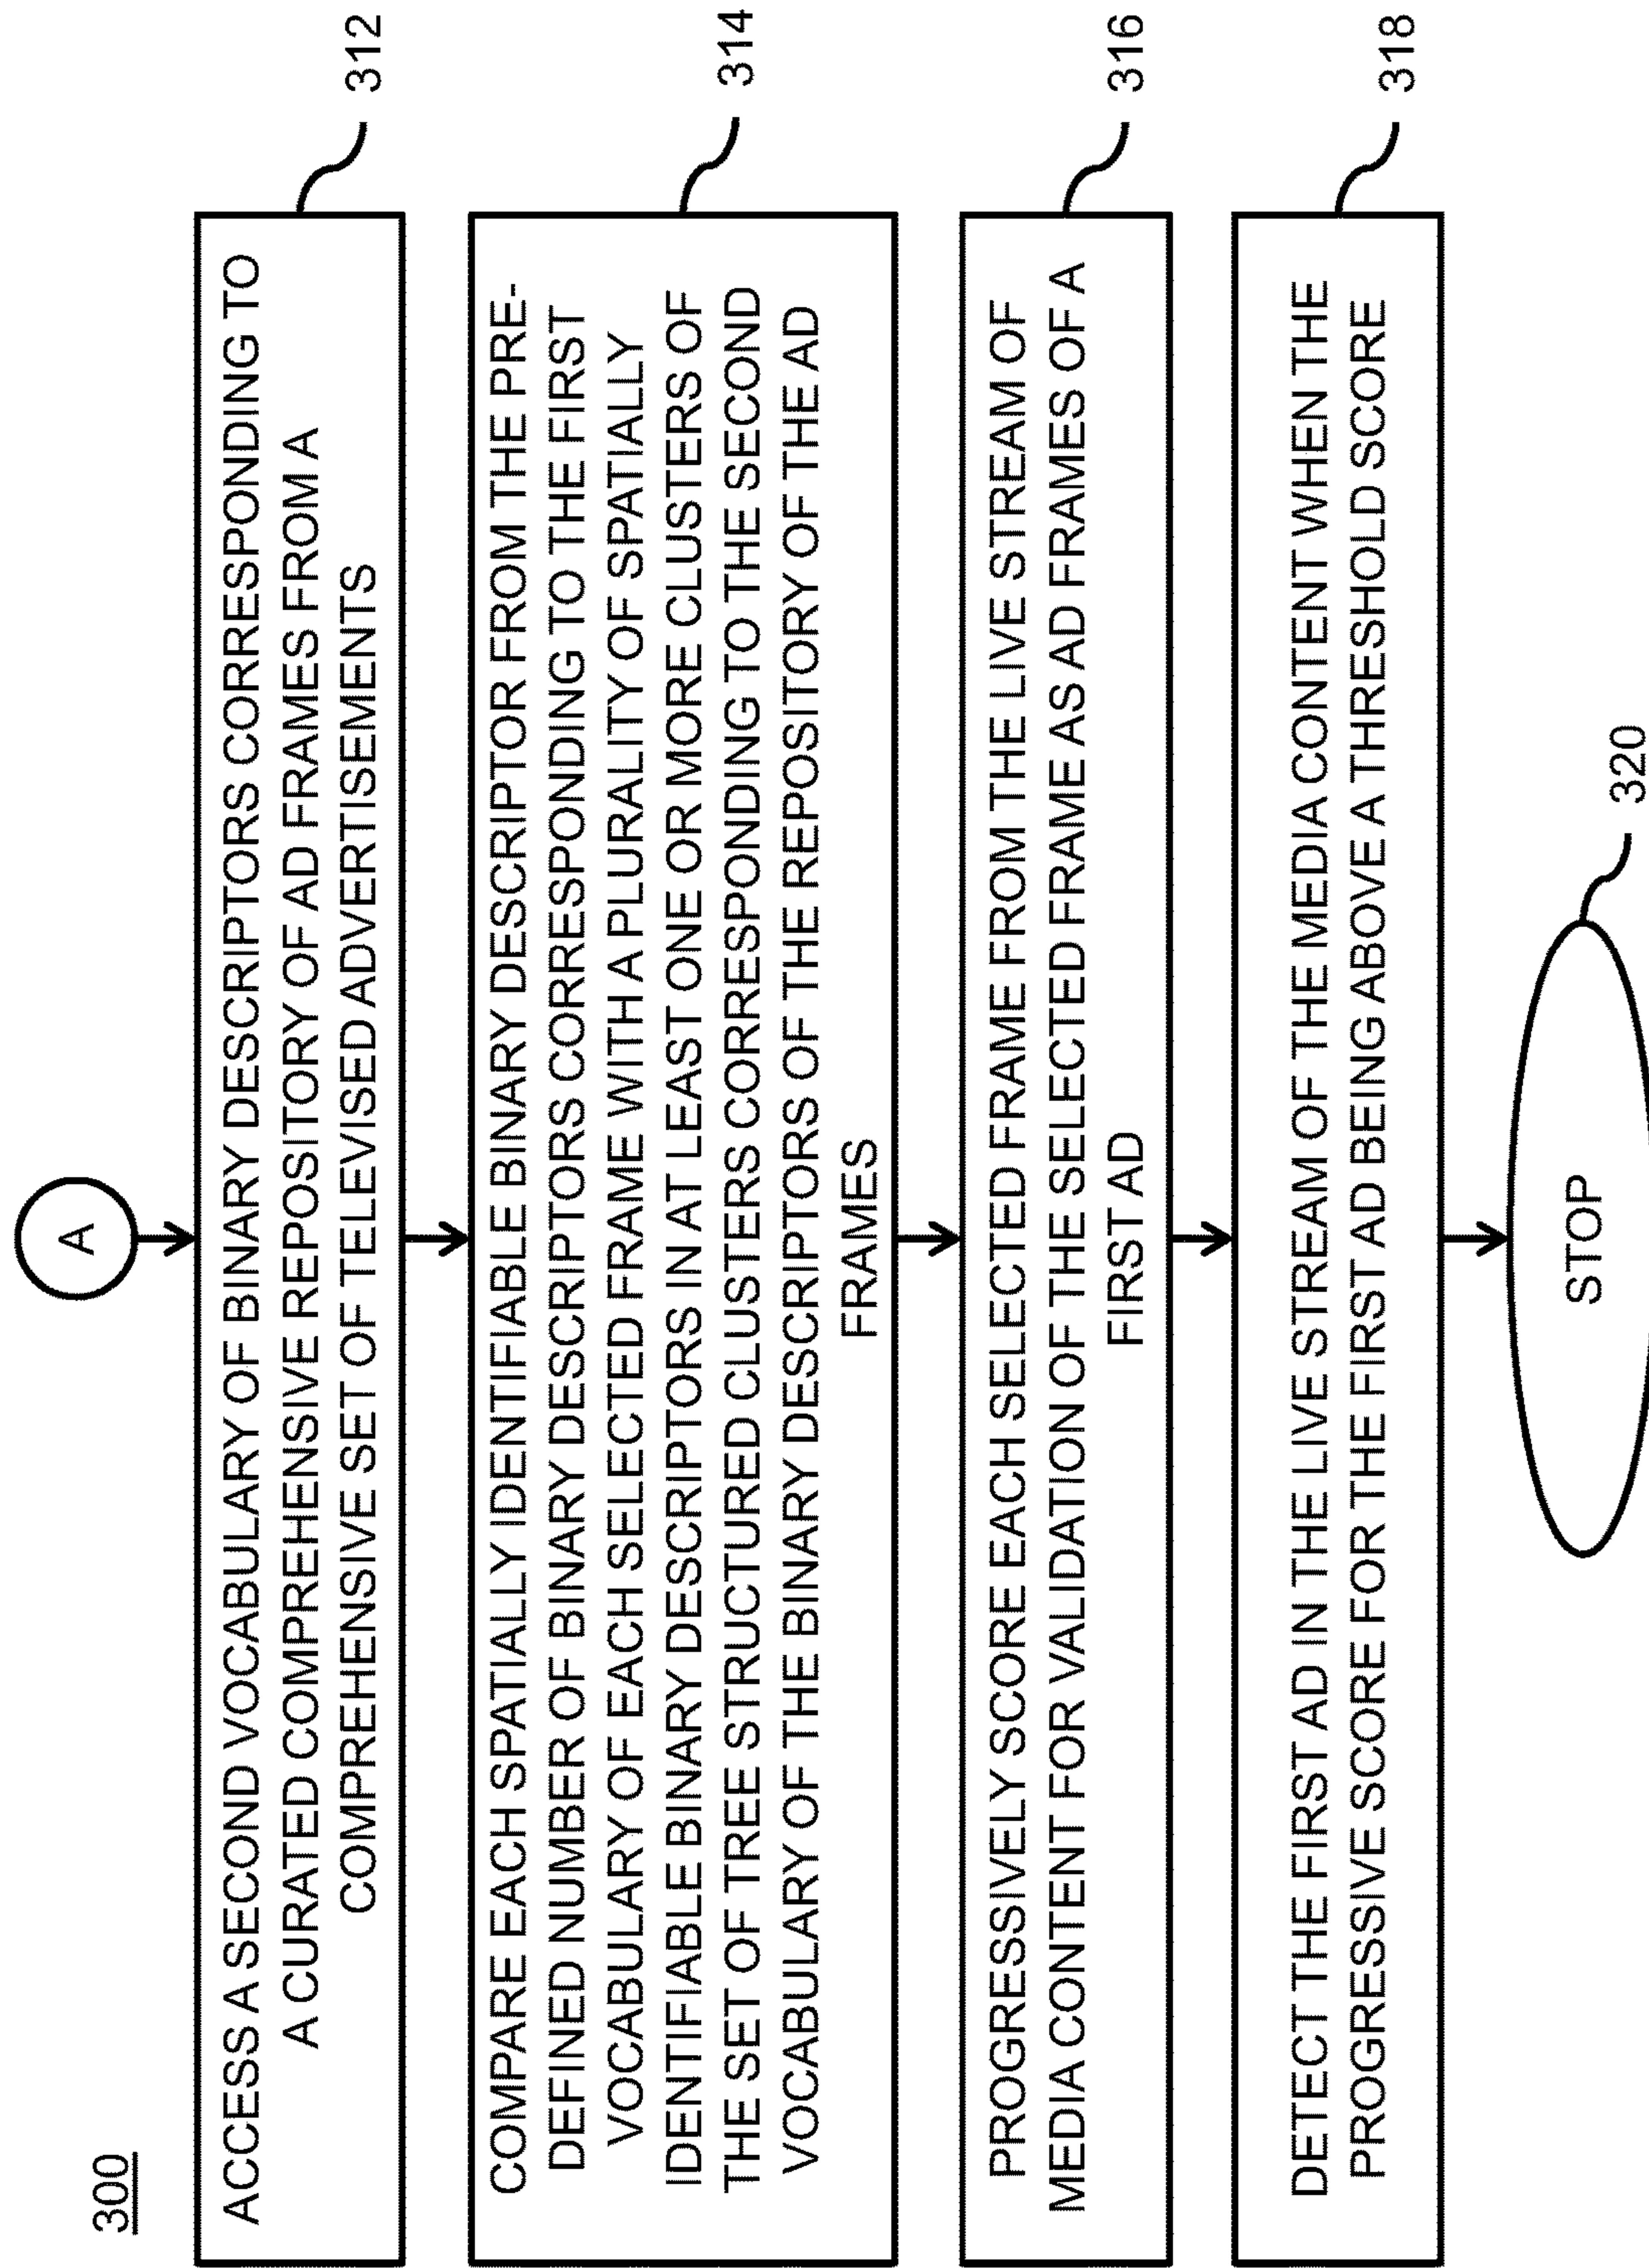 300
A
ACCESS A SECOND VOCABULARY OF BINARY DESCRIPTORS CORRESPONDING TO
A CURATED COMPREHENSIVE REPOSITORY OF AD FRAMES FROM A
COMPREHENSIVE SET OF TELEVISED ADVERTISEMENTS
312
COMPARE EACH SPATIALLY IDENTIFIABLE BINARY DESCRIPTOR FROM THE PRE-
DEFINED NUMBER OF BINARY DESCRIPTORS CORRESPONDING TO THE FIRST
VOCABULARY OF EACH SELECTED FRAME WITH A PLURALITY OF SPATIALLY
IDENTIFIABLE BINARY DESCRIPTORS IN AT LEAST ONE OR MORE CLUSTERS OF
THE SET OF TREE STRUCTURED CLUSTERS CORRESPONDING TO THE SECOND
VOCABULARY OF THE BINARY DESCRIPTORS OF THE REPOSITORY OF THE AD
FRAMES
314
PROGRESSIVELY SCORE EACH SELECTED FRAME FROM THE LIVE STREAM OF
MEDIA CONTENT FOR VALIDATION OF THE SELECTED FRAME AS AD FRAMES OF A
FIRST AD
316
DETECT THE FIRST AD IN THE LIVE STREAM OF THE MEDIA CONTENT WHEN THE
PROGRESSIVE SCORE FOR THE FIRST AD BEING ABOVE A THRESHOLD SCORE
318
STOP
320